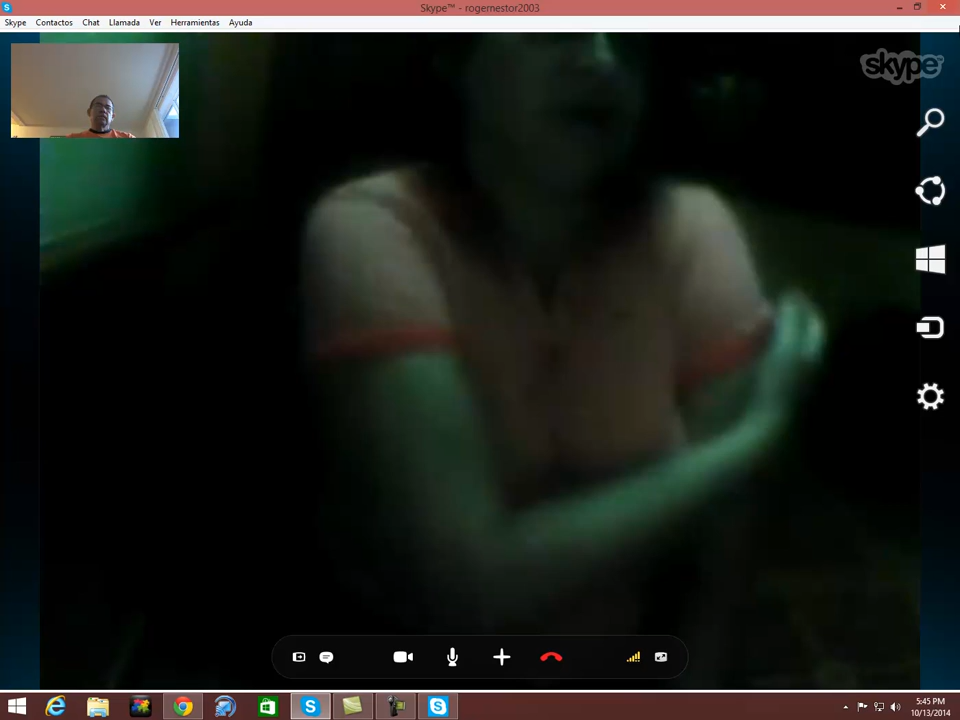 Skype™ - rogernestor2003
Skype Contactos Chat Llamada Ver Herramientas Ayuda
skype
5:45 PM
10/13/2014